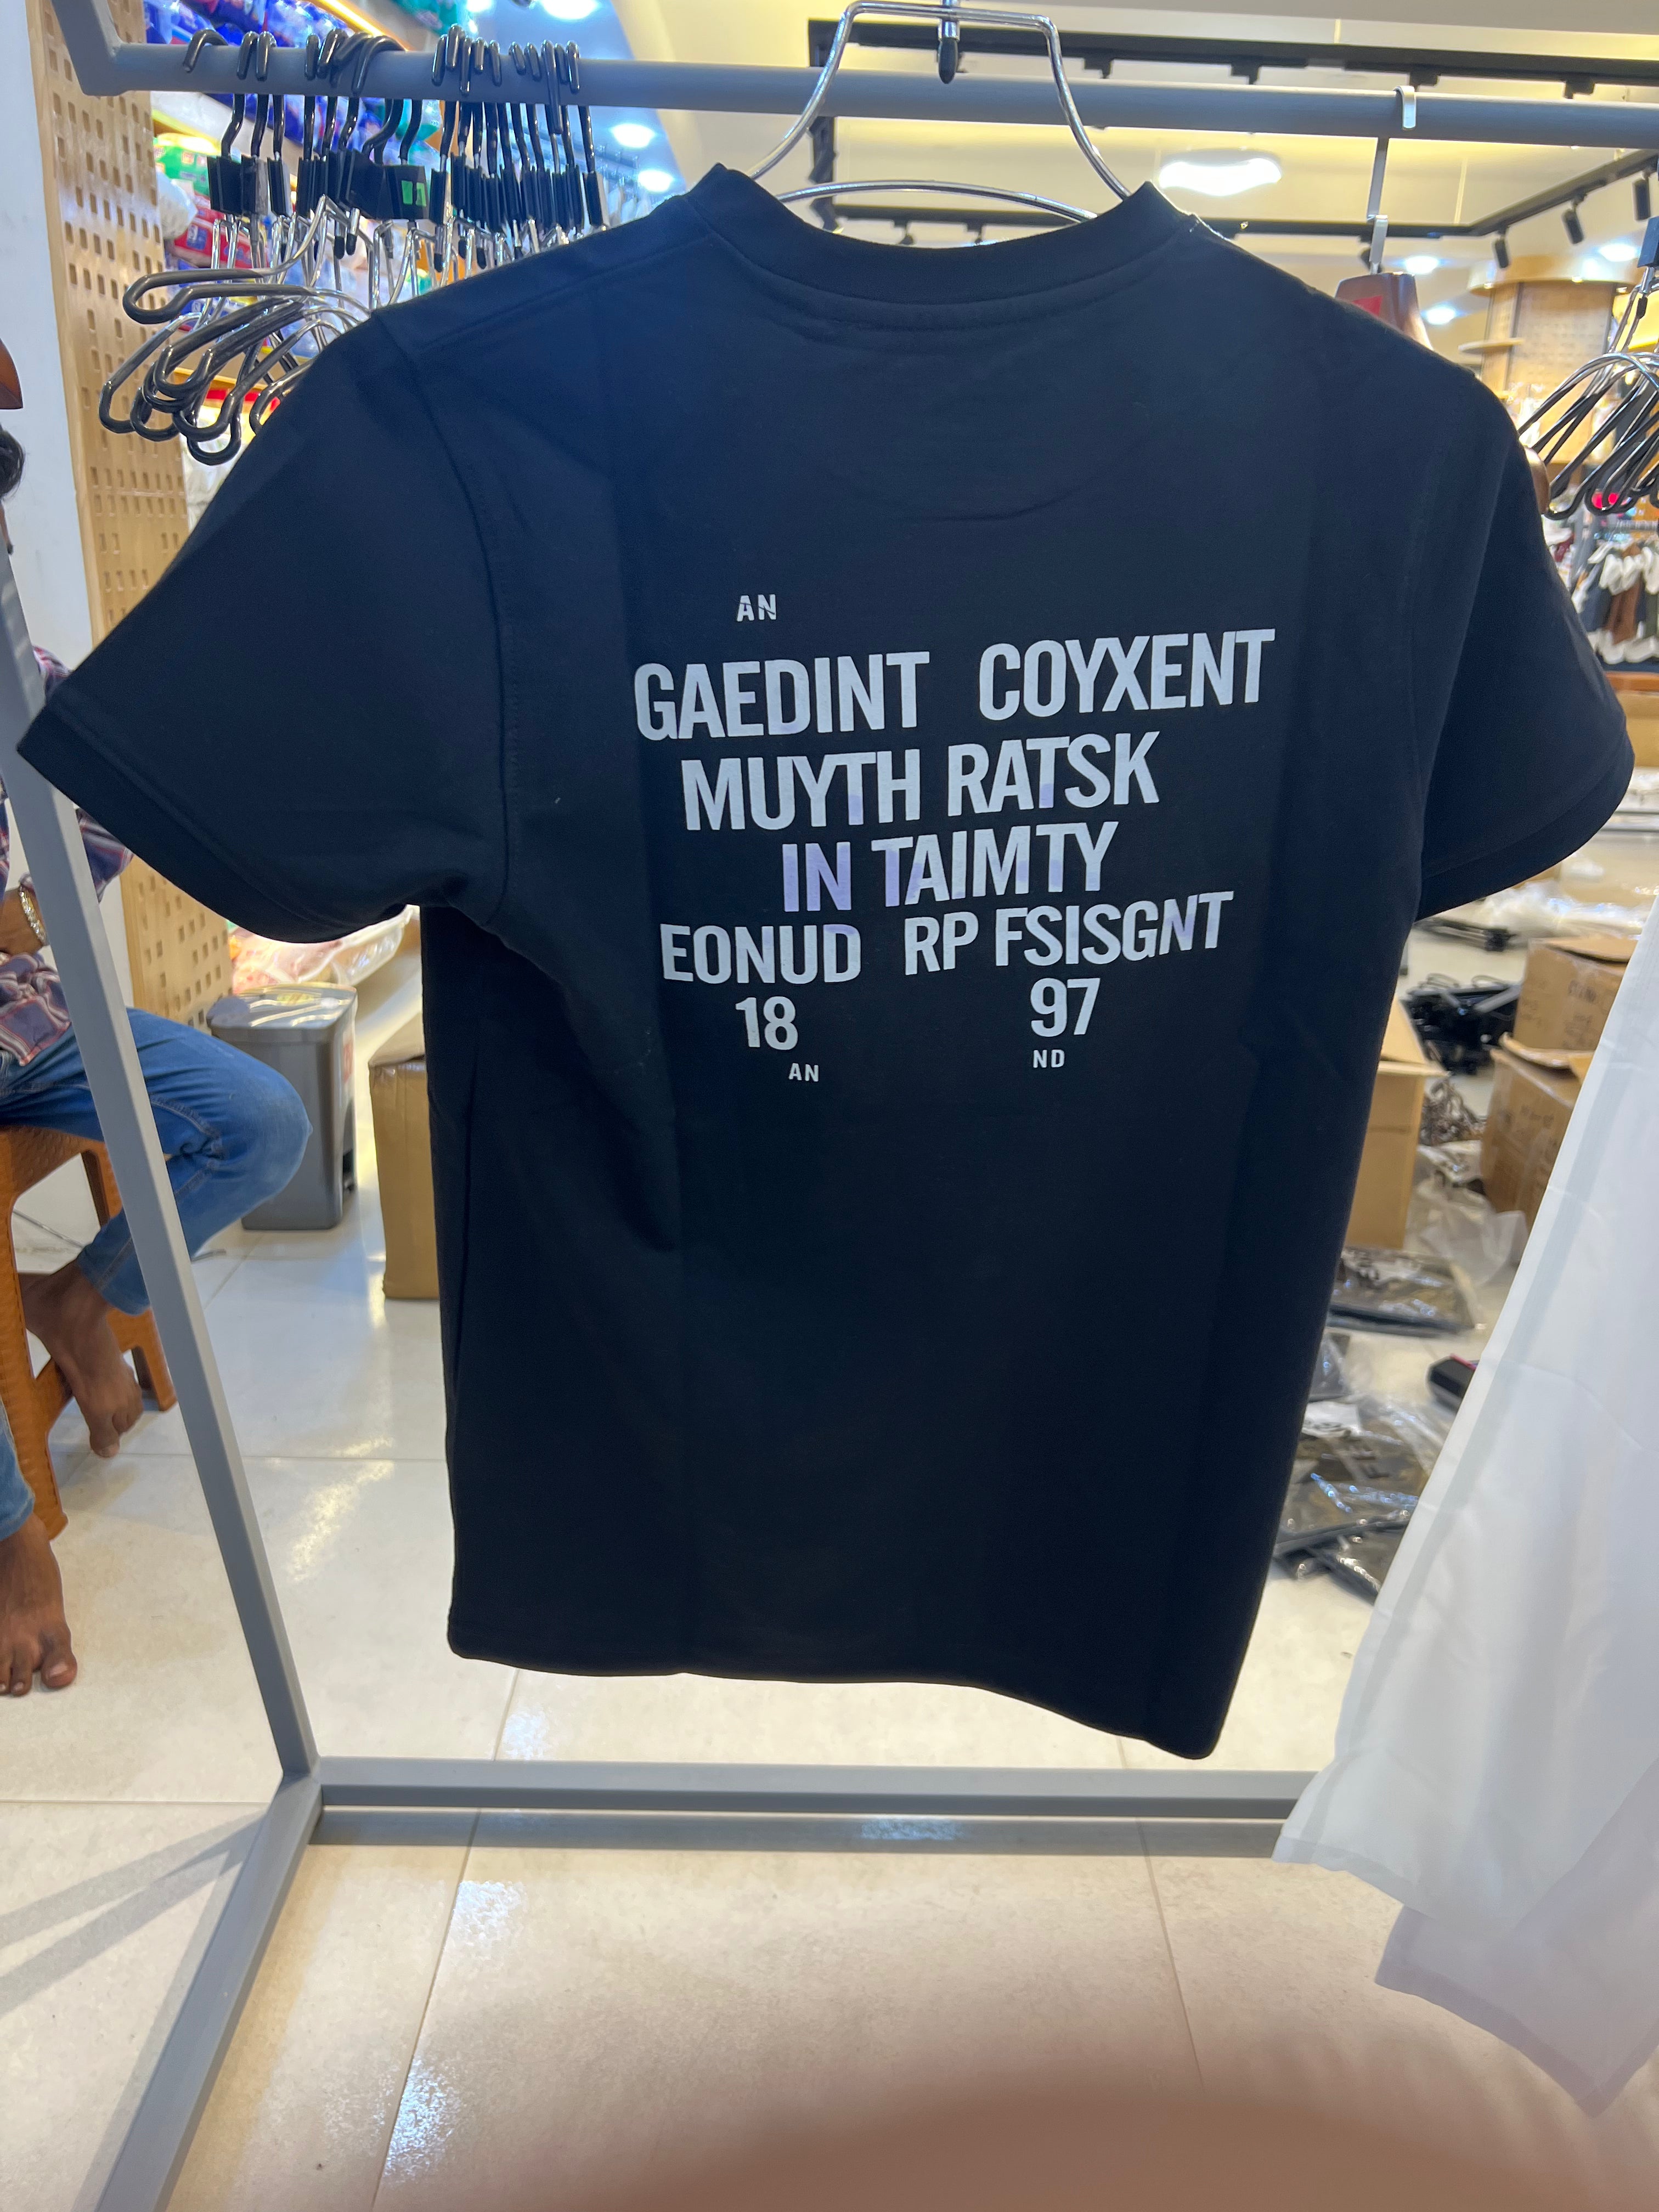 AN
GAEDINT COYXENT
MUYTH RATSK
IN TAIMTY
EONUD RP FSISGNT
18 97
AN ND